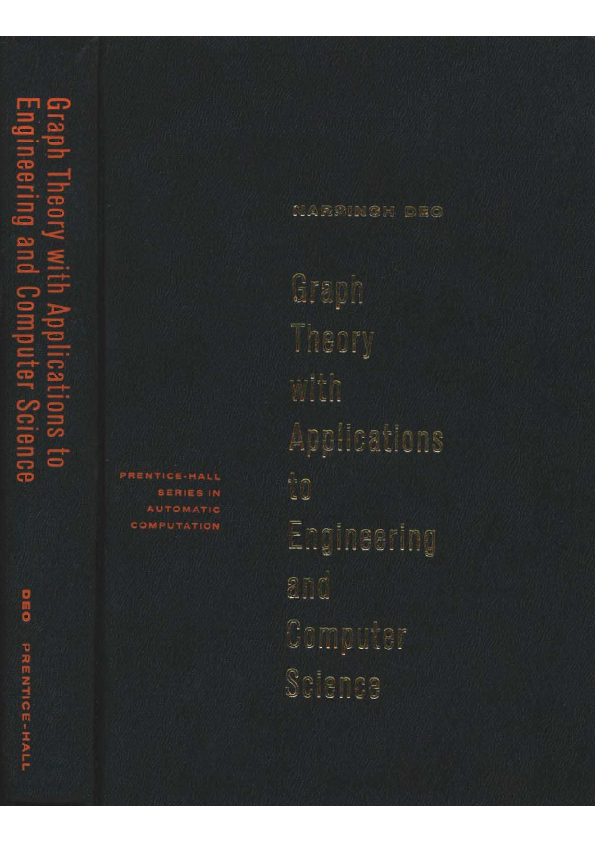 Graph Theory with Applications to
Engineering and Computer Science
DEO PRENTICE-HALL
NARSINGH DEO
Graph
Theory
with
Applications
to
Engineering
and
Computer
Science
PRENTICE-HALL
SERIES IN
AUTOMATIC
COMPUTATION